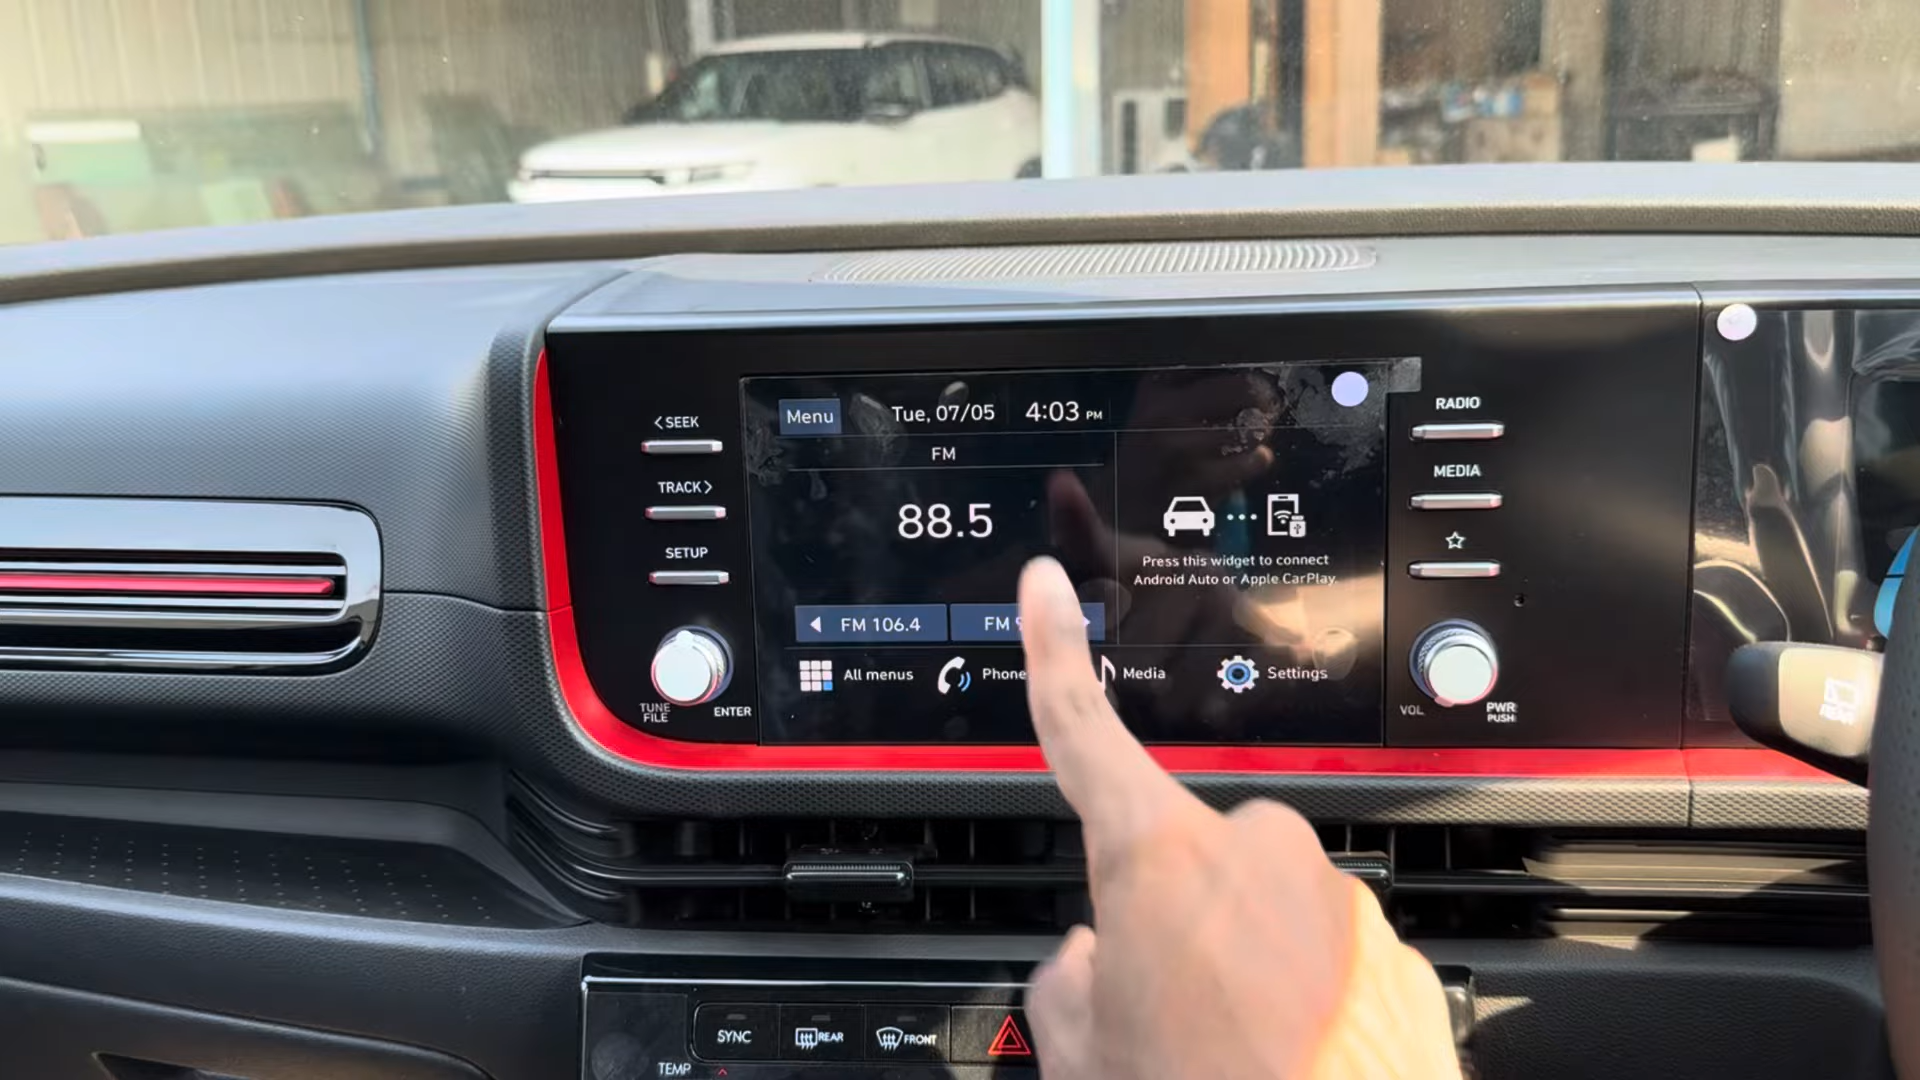 < SEEK
TRACK >
SETUP
TUNE
FILE
ENTER
Menu
Tue, 07/05
4:03 PM
FM
88.5
FM 106.4
FM
Press this widget to connect
Android Auto or Apple CarPlay.
All menus
Phone
Media
Settings
RADIO
MEDIA
VOL
PWR
PUSH
REAR
SYNC
REAR
FRONT
TEMP